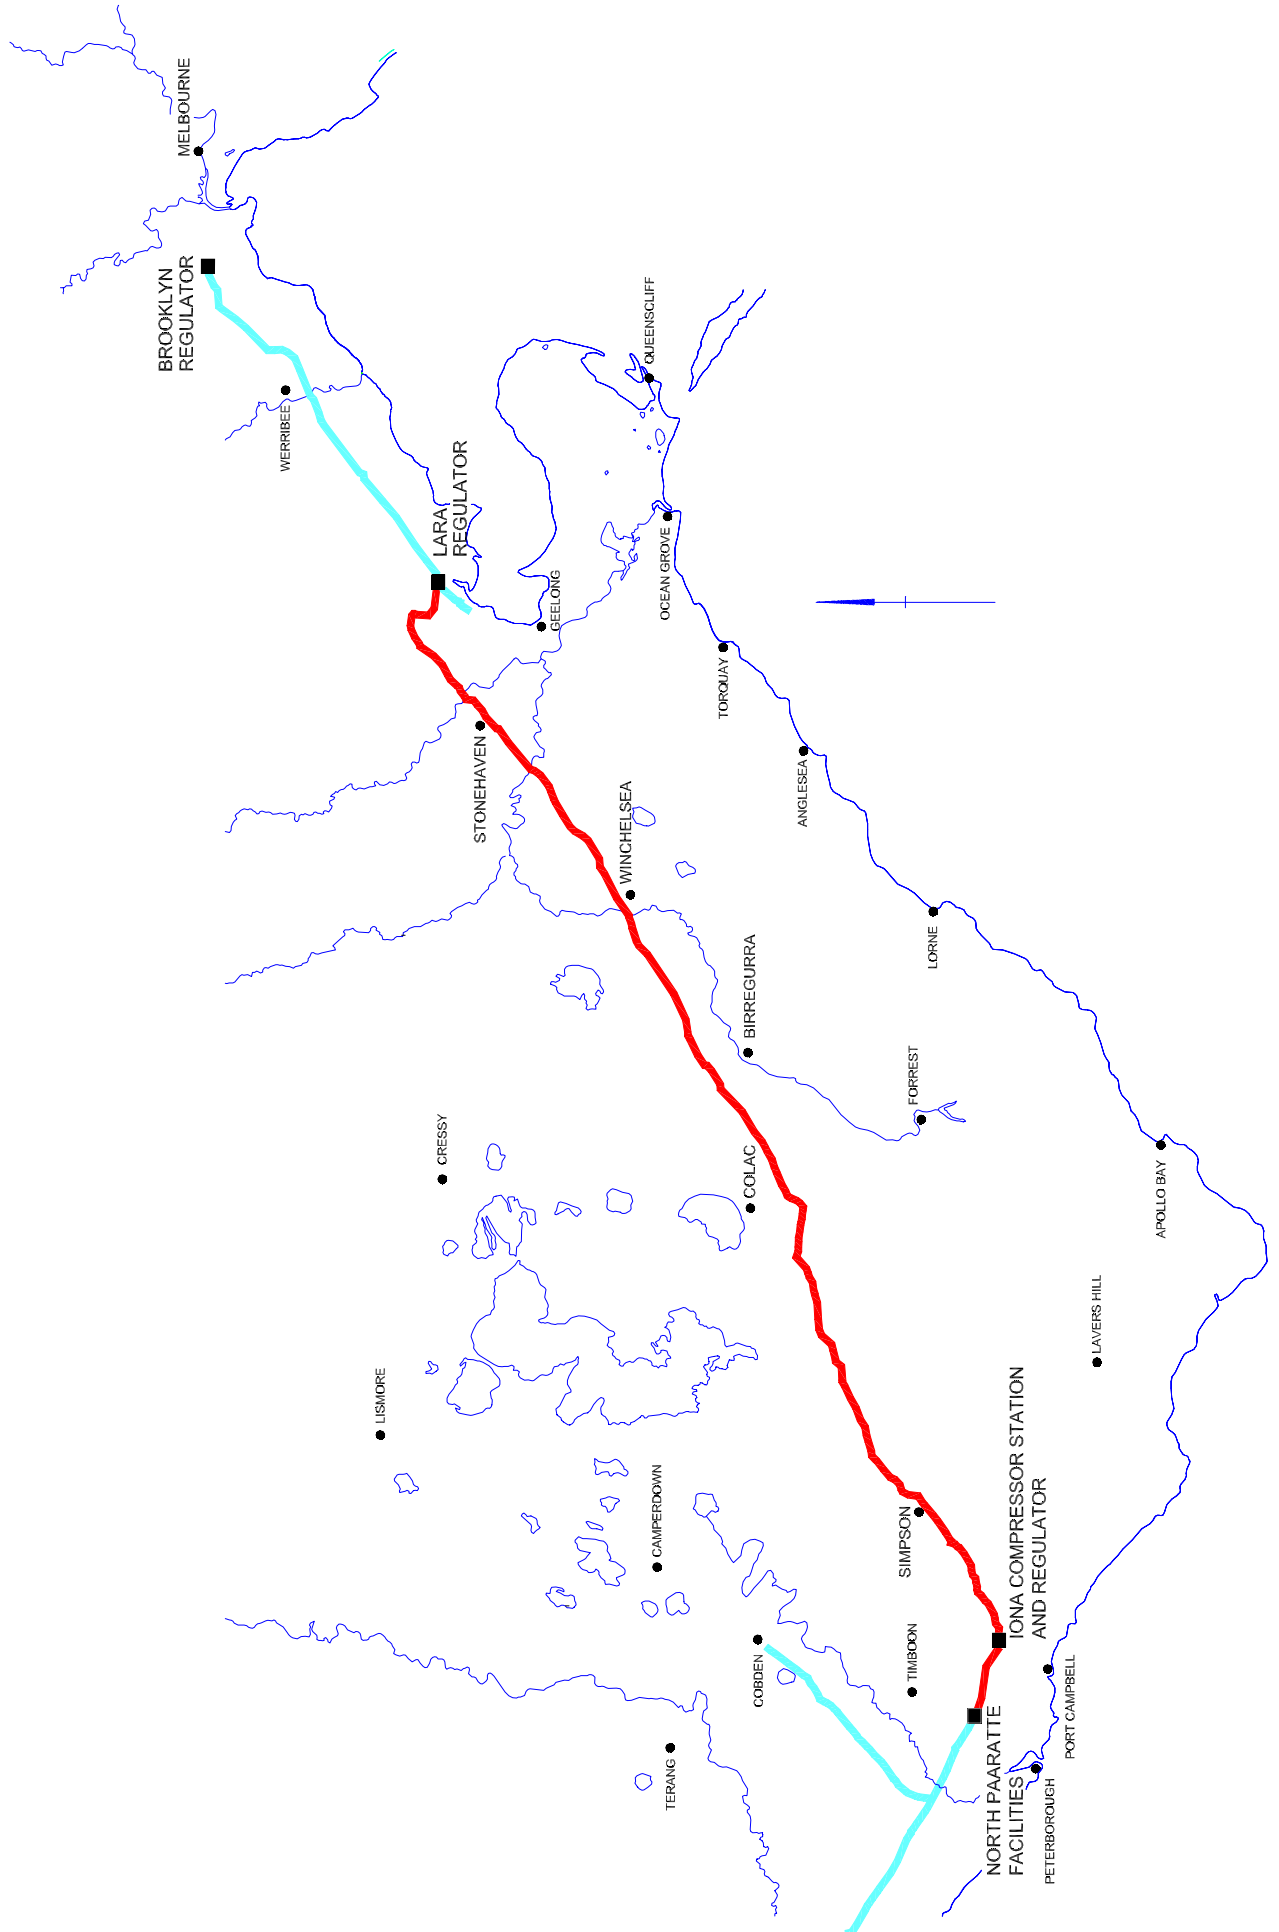 MELBOURNE
BROOKLYN
REGULATOR
WERRIBEE
QUEENSCLIFF
LARA
REGULATOR
GEELONG
OCEAN GROVE
TORQUAY
STONEHAVEN
ANGLESEA
WINCHELSEA
LORNE
BIRREGURRA
FORREST
CRESSY
COLAC
APOLLO BAY
LAVERS HILL
LISMORE
CAMPERDOWN
SIMPSON
IONA COMPRESSOR STATION
AND REGULATOR
COBDEN
TIMBOON
PORT CAMPBELL
TERANG
NORTH PAARATTE
FACILITIES
PETERBOROUGH